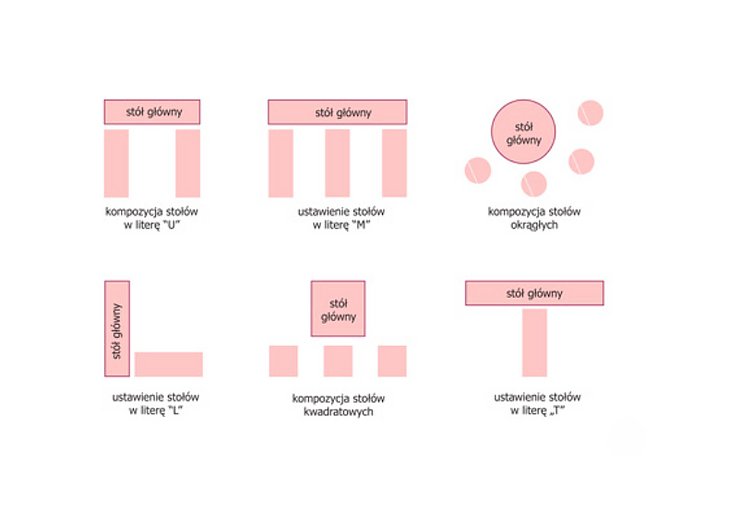 stół główny
kompozycja stołów
w literę "U"
stół główny
ustawienie stołów
w literę "M"
stół
główny
kompozycja stołów
okrągłych
stół główny
ustawienie stołów
w literę "L"
stół
główny
kompozycja stołów
kwadratowych
stół główny
ustawienie stołów
w literę „T”